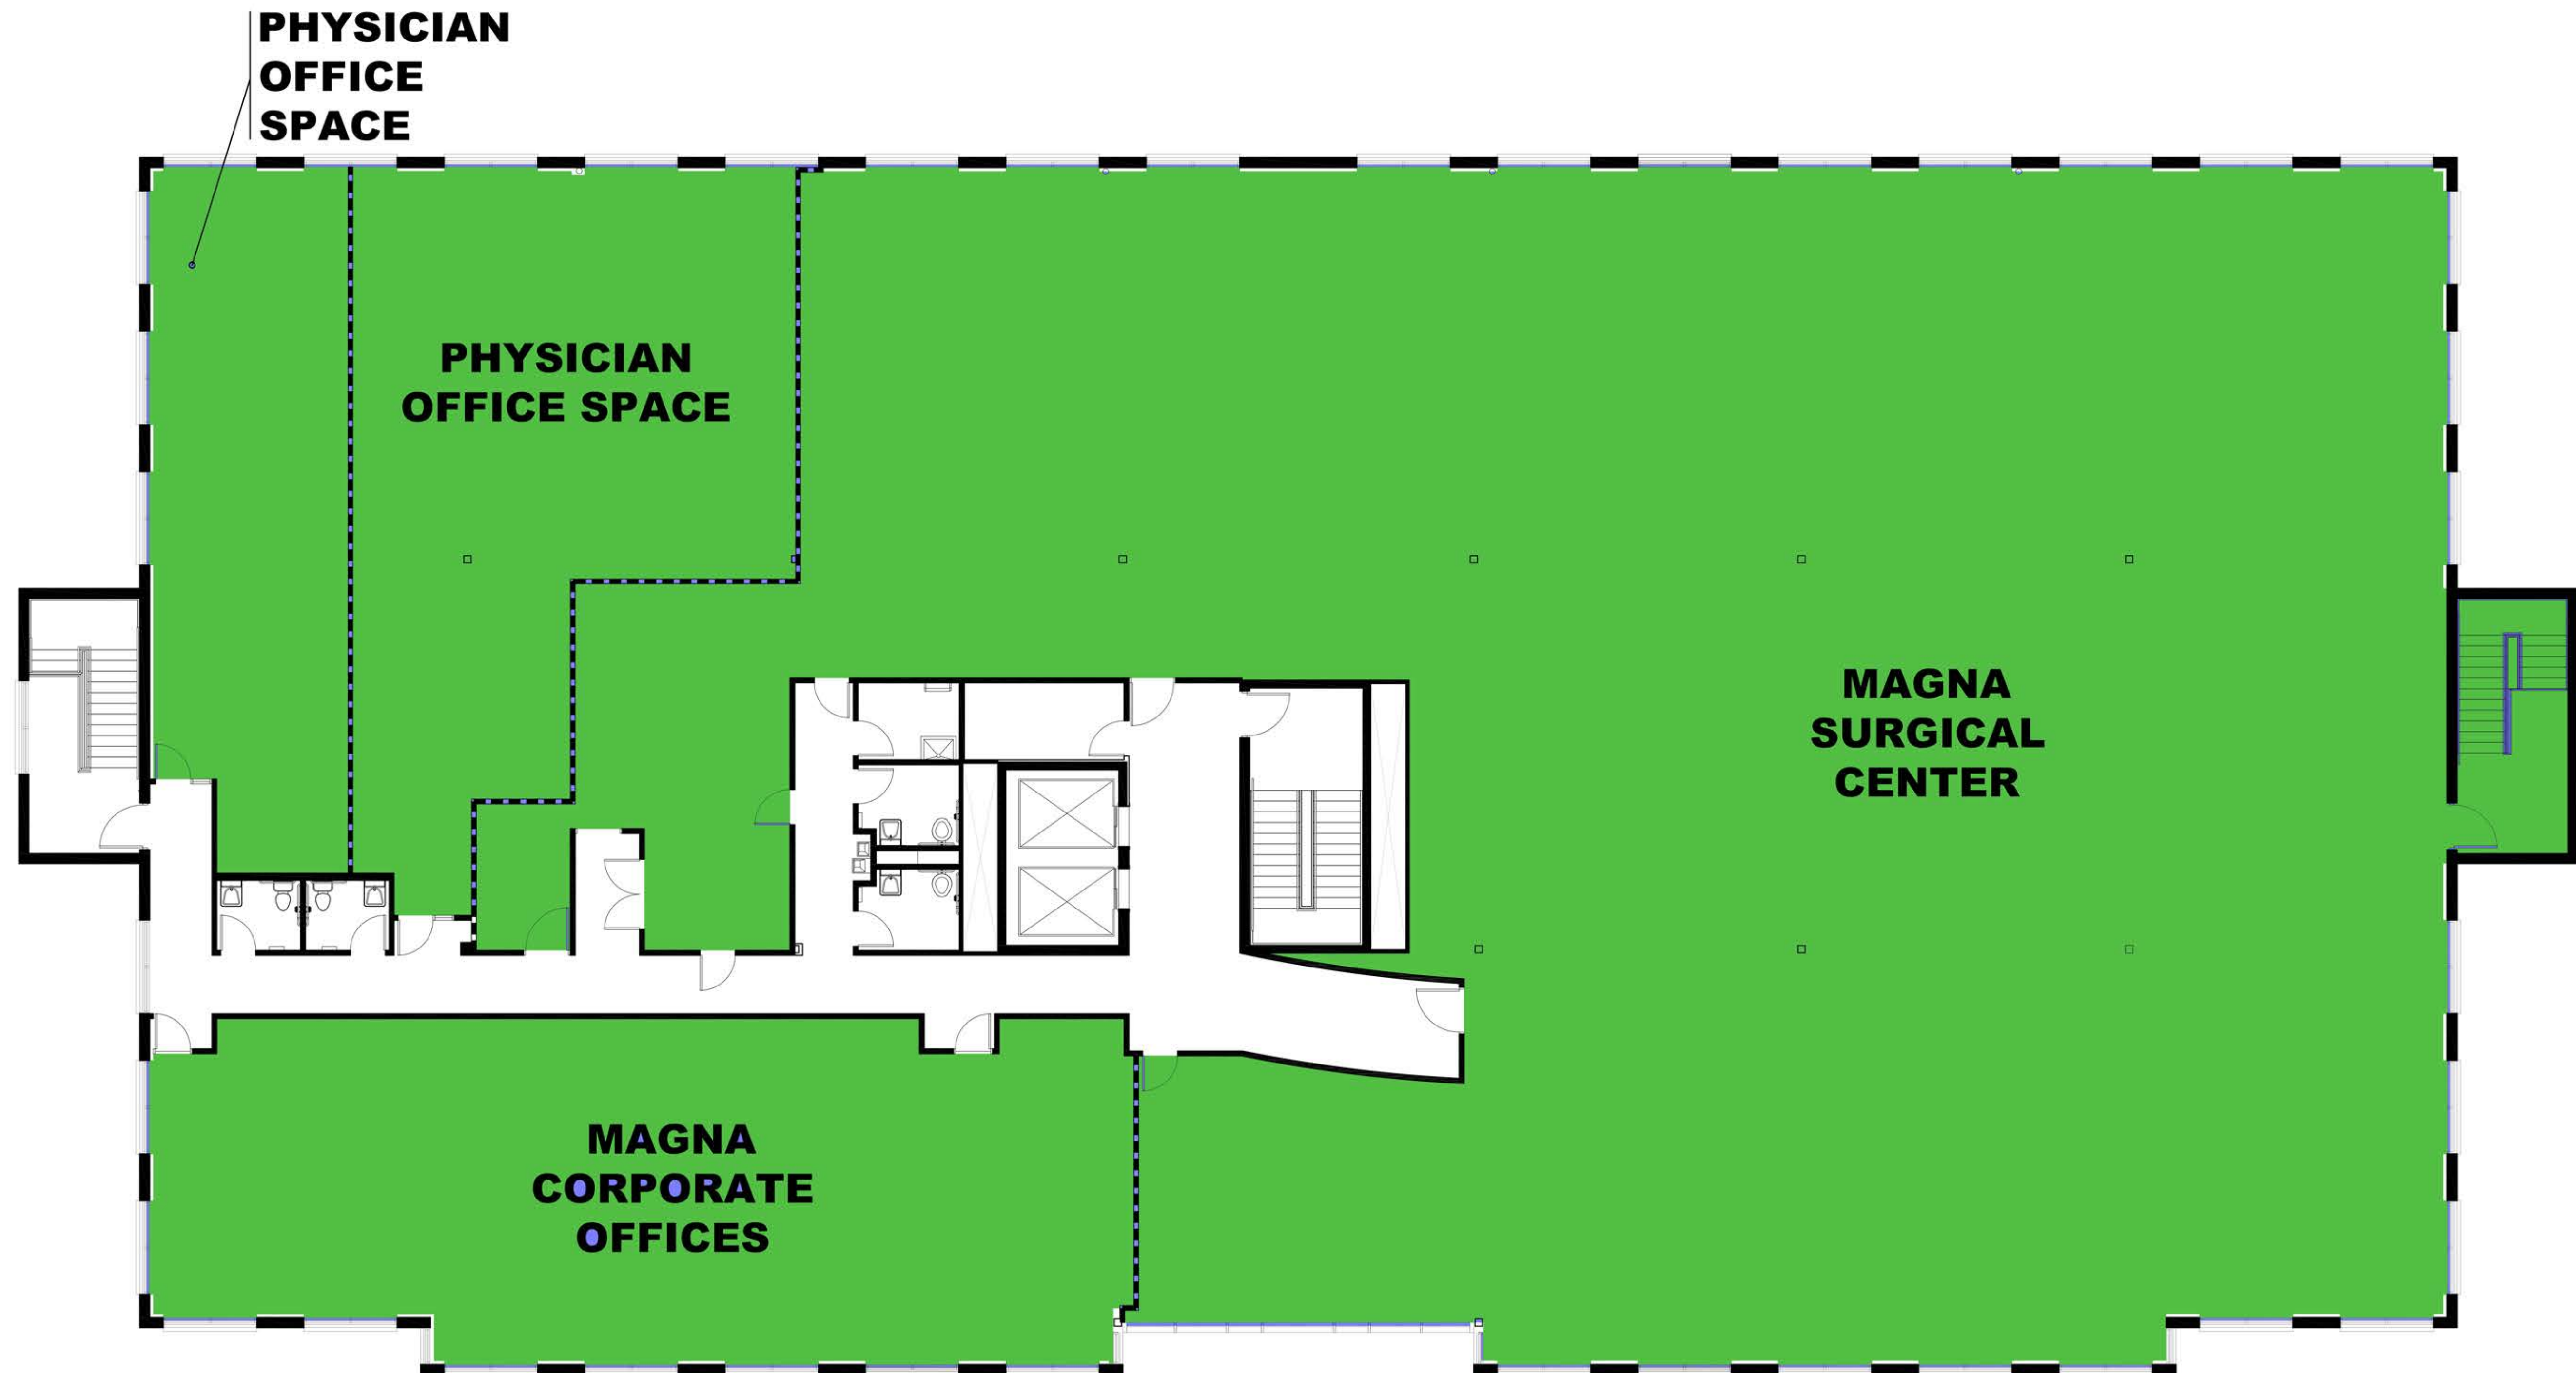 PHYSICIAN
OFFICE
SPACE
PHYSICIAN
OFFICE SPACE
MAGNA
SURGICAL
CENTER
MAGNA
CORPORATE
OFFICES